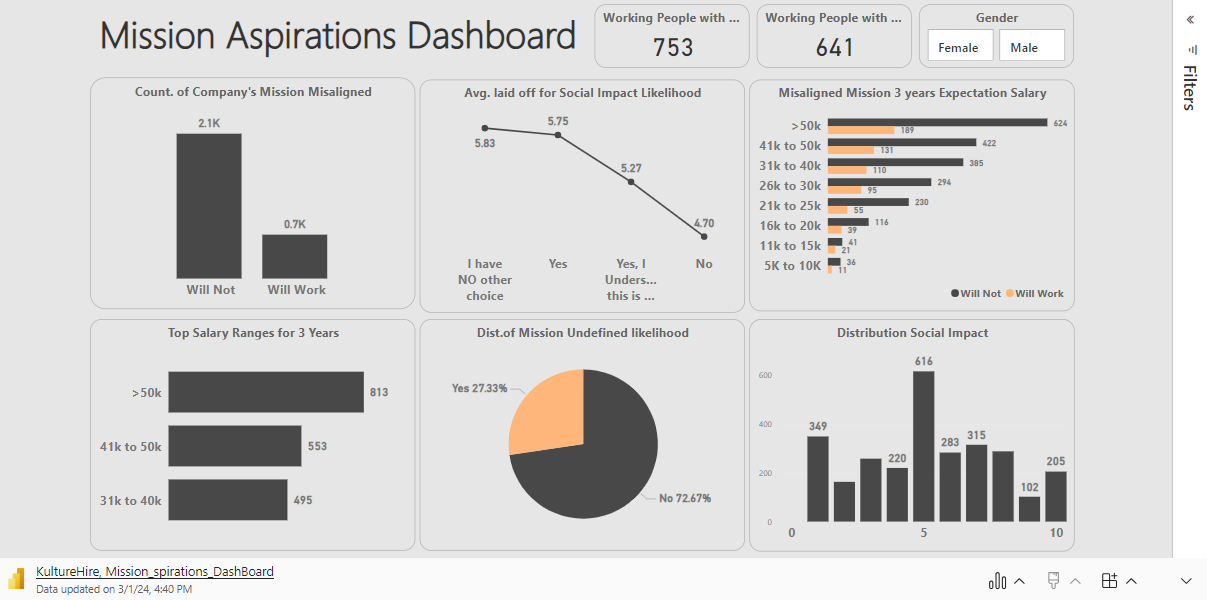 Mission Aspirations Dashboard
Working People with ...
753
Working People with ...
641
Gender
Female
Male
Filters
Count. of Company's Mission Misaligned
2.1K
0.7K
Will Not
Will Work
Avg. laid off for Social Impact Likelihood
5.83
5.75
5.27
4.70
I have
NO other
choice
Yes
Yes, I
Unders...
this is ...
No
Misaligned Mission 3 years Expectation Salary
>50k
624
189
41k to 50k
422
131
31k to 40k
385
110
26k to 30k
294
95
21k to 25k
230
55
16k to 20k
116
39
11k to 15k
41
21
5K to 10K
36
11
Will Not
Will Work
Top Salary Ranges for 3 Years
>50k
813
41k to 50k
553
31k to 40k
495
Dist.of Mission Undefined likelihood
Yes 27.33%
No 72.67%
Distribution Social Impact
600
400
200
0
349
220
616
283
315
102
205
0
5
10
KultureHire, Mission_spirations_DashBoard
Data updated on 3/1/24, 4:40 PM